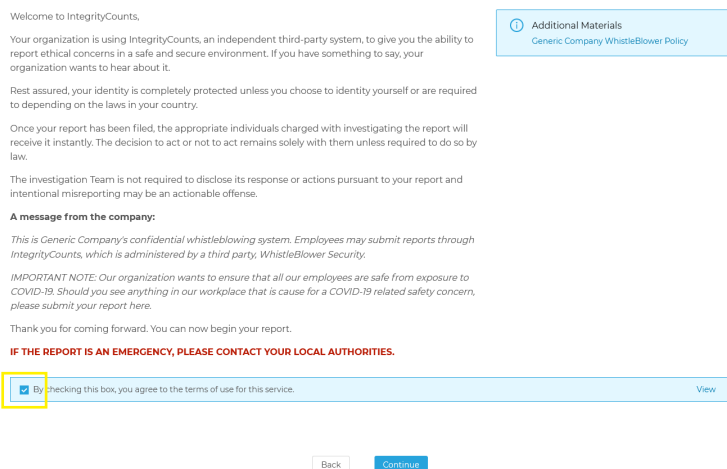 Welcome to IntegrityCounts,
Your organization is using IntegrityCounts, an independent third-party system, to give you the ability to
report ethical concerns in a safe and secure environment. If you have something to say, your
organization wants to hear about it.
Rest assured, your identity is completely protected unless you choose to identify yourself or are required
to depending on the laws in your country.
Once your report has been filed, the appropriate individuals charged with investigating the report will
receive it instantly. The decision to act or not to act remains solely with them unless required to do so by
law.
The investigation Team is not required to disclose its response or actions pursuant to your report and
intentional misreporting may be an actionable offense.
A message from the company:
This is Generic Company's confidential whistleblowing system. Employees may submit reports through
IntegrityCounts, which is administered by a third party, WhistleBlower Security.
IMPORTANT NOTE: Our organization wants to ensure that all our employees are safe from exposure to
COVID-19. Should you see anything in our workplace that is cause for a COVID-19 related safety concern,
please submit your report here.
Thank you for coming forward. You can now begin your report.
IF THE REPORT IS AN EMERGENCY, PLEASE CONTACT YOUR LOCAL AUTHORITIES.
By checking this box, you agree to the terms of use for this service.
View
Back
Continue
Additional Materials
Generic Company WhistleBlower Policy